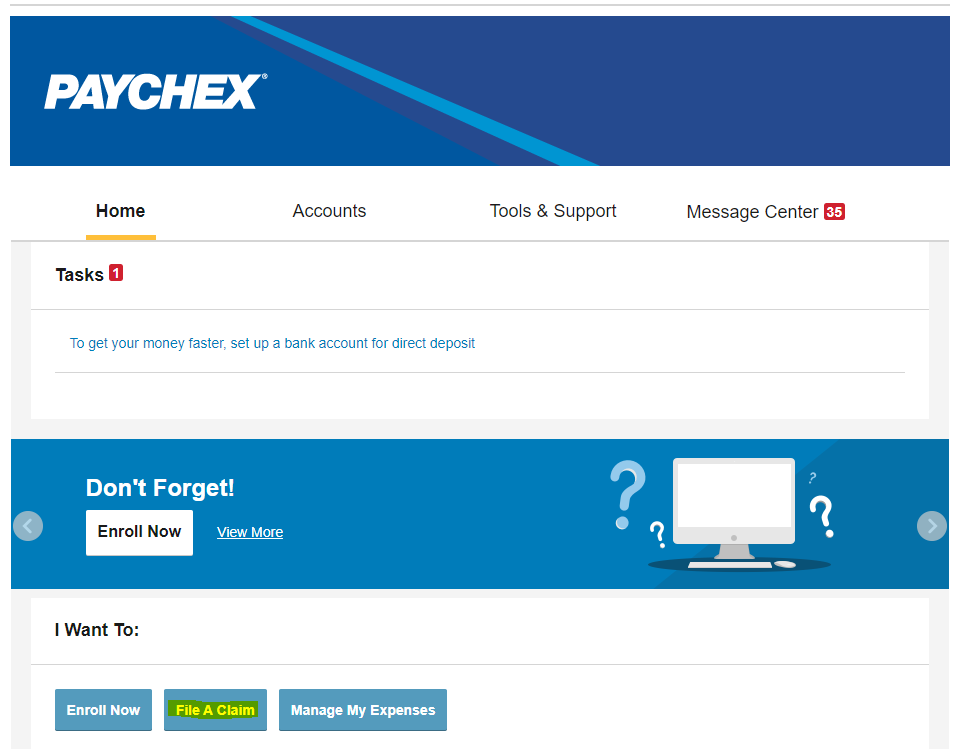 PAYCHEX®
Home Accounts Tools & Support Message Center 35
Tasks 1
To get your money faster, set up a bank account for direct deposit
Don't Forget!
Enroll Now View More
I Want To:
Enroll Now File A Claim Manage My Expenses